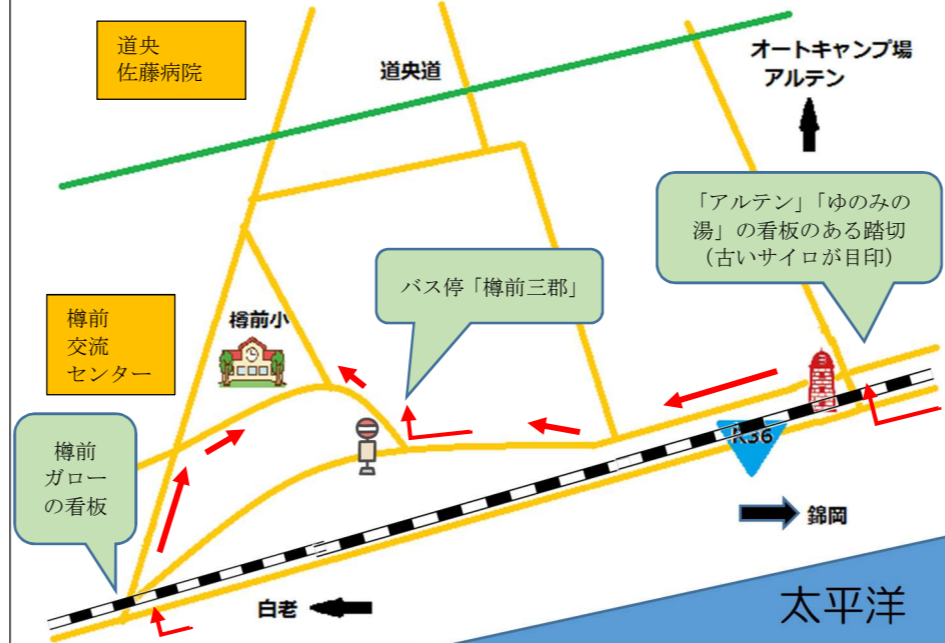 道央
佐藤病院
道央道
オートキャンプ場
アルテン
「アルテン」「ゆのみの
湯」の看板のある踏切
(古いサイロが目印)
バス停「樽前三郡」
樽前小
樽前
交流
センター
樽前
ガロー
の看板
R36
錦岡
白老
太平洋